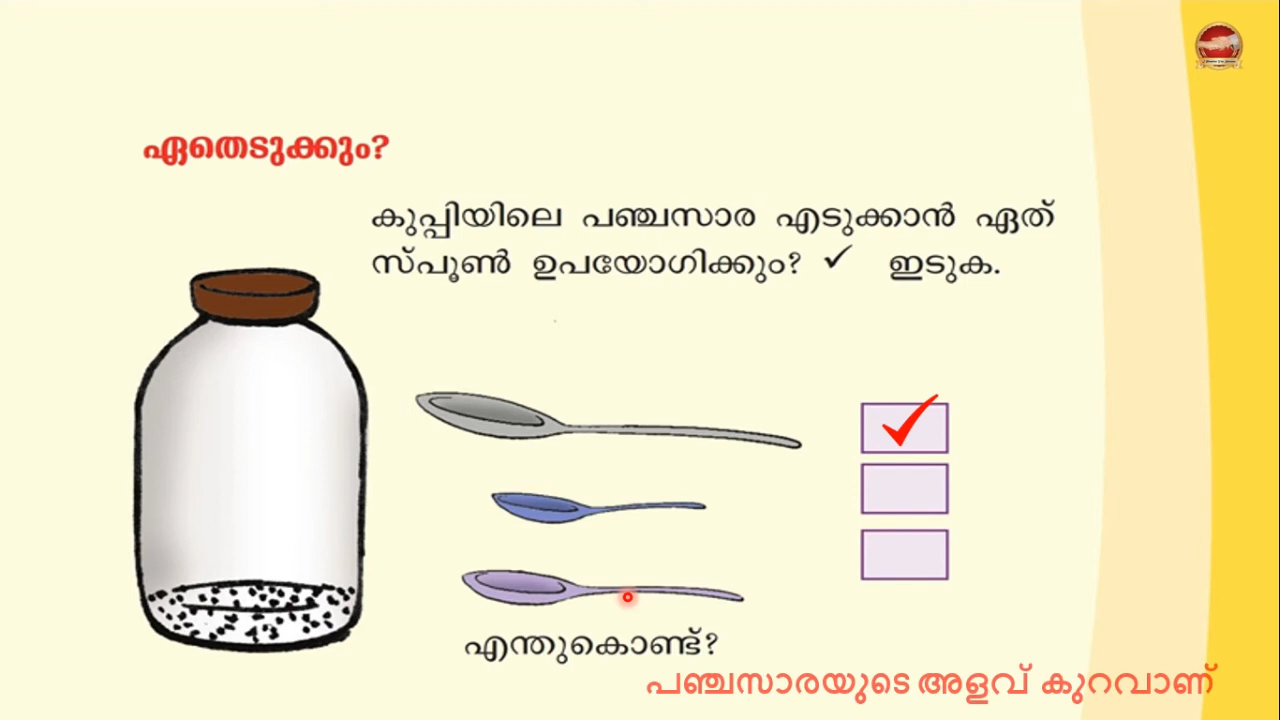 ഏതെടുക്കും?
കുപ്പിയിലെ പഞ്ചസാര എടുക്കാൻ ഏത്
സ്പൂൺ ഉപയോഗിക്കും? ✓ ഇടുക.
എന്തുകൊണ്ട്?
പഞ്ചസാരയുടെ അളവ് കുറവാണ്